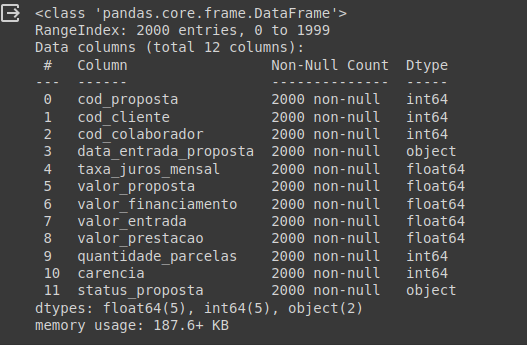 <class 'pandas.core.frame.DataFrame'>
RangeIndex: 2000 entries, 0 to 1999
Data columns (total 12 columns):
 #   Column                 Non-Null Count  Dtype
---  ------                 --------------  -----
 0   cod_proposta           2000 non-null   int64
 1   cod_cliente            2000 non-null   int64
 2   cod_colaborador        2000 non-null   int64
 3   data_entrada_proposta  2000 non-null   object
 4   taxa_juros_mensal      2000 non-null   float64
 5   valor_proposta         2000 non-null   float64
 6   valor_financiamento    2000 non-null   float64
 7   valor_entrada          2000 non-null   float64
 8   valor_prestacao        2000 non-null   float64
 9   quantidade_parcelas    2000 non-null   int64
 10  carencia               2000 non-null   int64
 11  status_proposta        2000 non-null   object
dtypes: float64(5), int64(5), object(2)
memory usage: 187.6+ KB